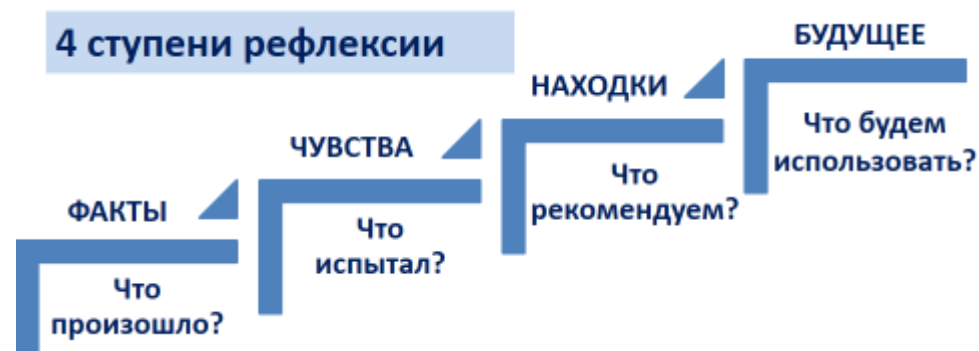 4 ступени рефлексии
ФАКТЫ
Что
произошло?
ЧУВСТВА
Что
испытал?
НАХОДКИ
Что
рекомендуем?
БУДУЩЕЕ
Что будем
использовать?